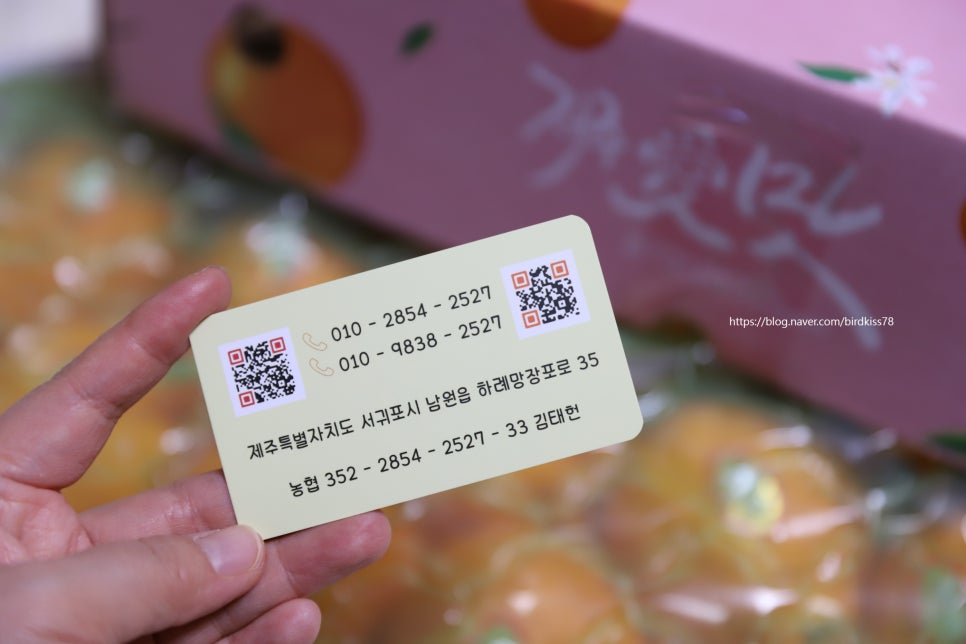 010 - 2854 - 2527
010 - 9838 - 2527
제주특별자치도 서귀포시 남원읍 하례망장포로 35
농협 352 - 2854 - 2527 - 33 김태헌
https://blog.naver.com/birdkiss78